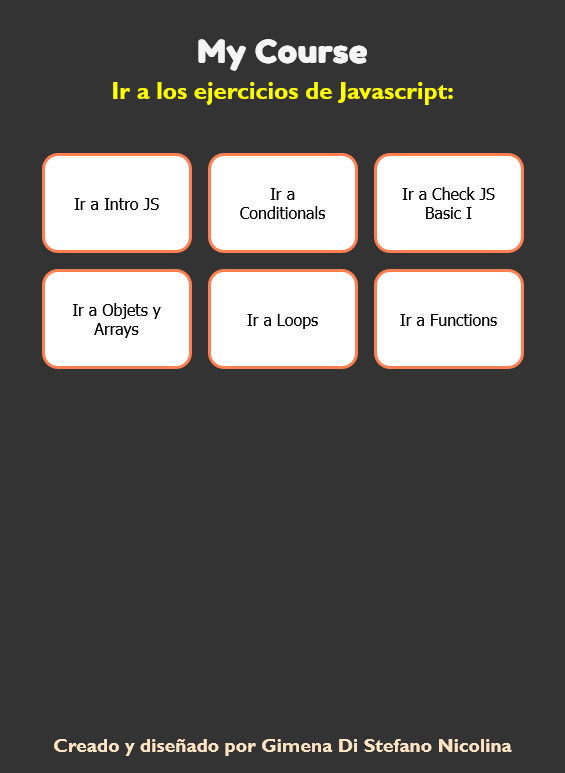 My Course
Ir a los ejercicios de Javascript:
Ir a Intro JS
Ir a
Conditionals
Ir a Check JS
Basic I
Ir a Objets y
Arrays
Ir a Loops
Ir a Functions
Creado y diseñado por Gimena Di Stefano Nicolina